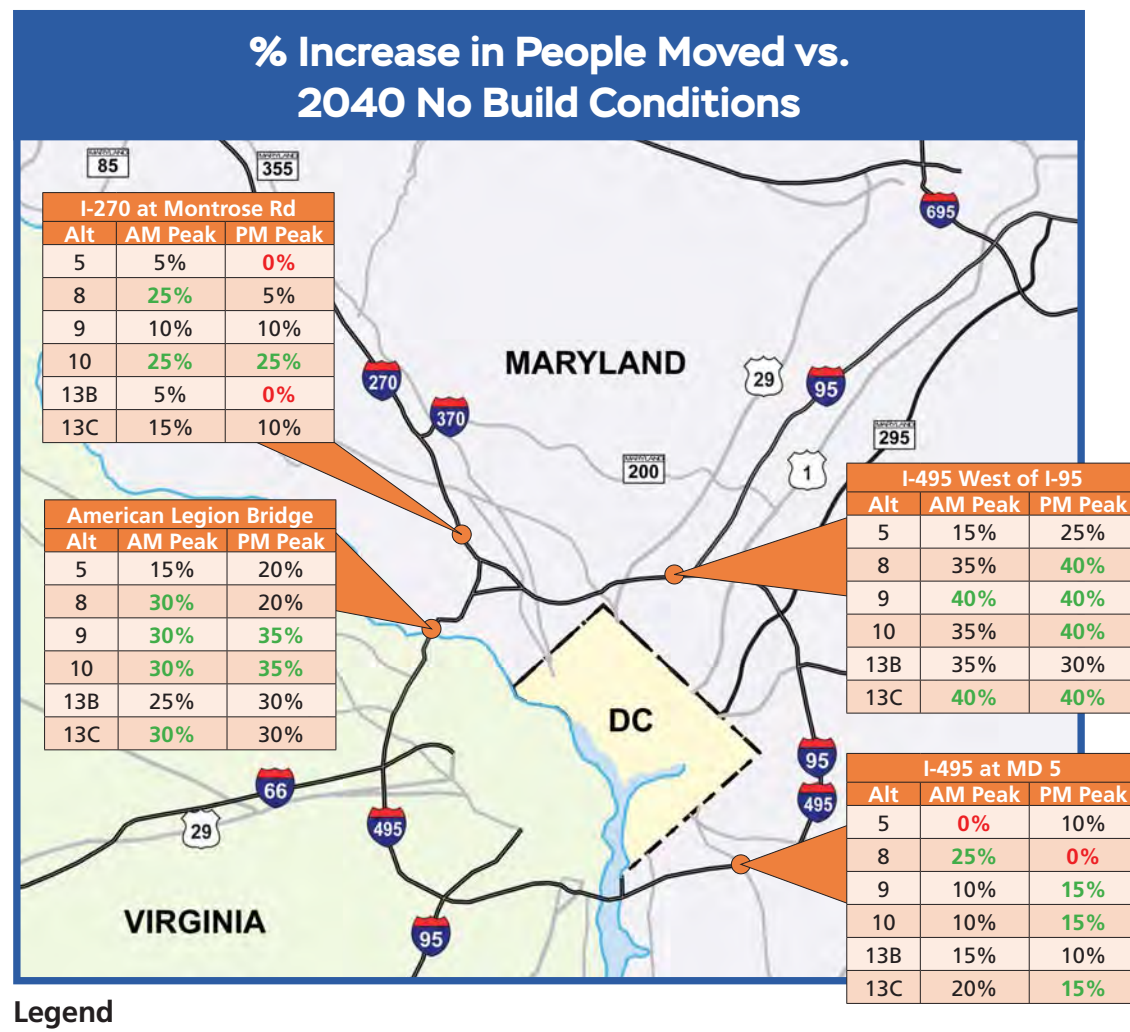 % Increase in People Moved vs.
2040 No Build Conditions
MARYLAND
85
MARYLAND
355
I-270 at Montrose Rd
Alt AM Peak PM Peak
5 5% 0%
8 25% 5%
9 10% 10%
10 25% 25%
13B 5% 0%
13C 15% 10%
695
MARYLAND
270
370
29
95
MARYLAND
295
MARYLAND
200
1
American Legion Bridge
Alt AM Peak PM Peak
5 15% 20%
8 30% 20%
9 30% 35%
10 30% 35%
13B 25% 30%
13C 30% 30%
I-495 West of I-95
Alt AM Peak PM Peak
5 15% 25%
8 35% 40%
9 40% 40%
10 35% 40%
13B 35% 30%
13C 40% 40%
DC
95
495
66
29
495
I-495 at MD 5
Alt AM Peak PM Peak
5 0% 10%
8 25% 0%
9 10% 15%
10 10% 15%
13B 15% 10%
13C 20% 15%
VIRGINIA
95
Legend